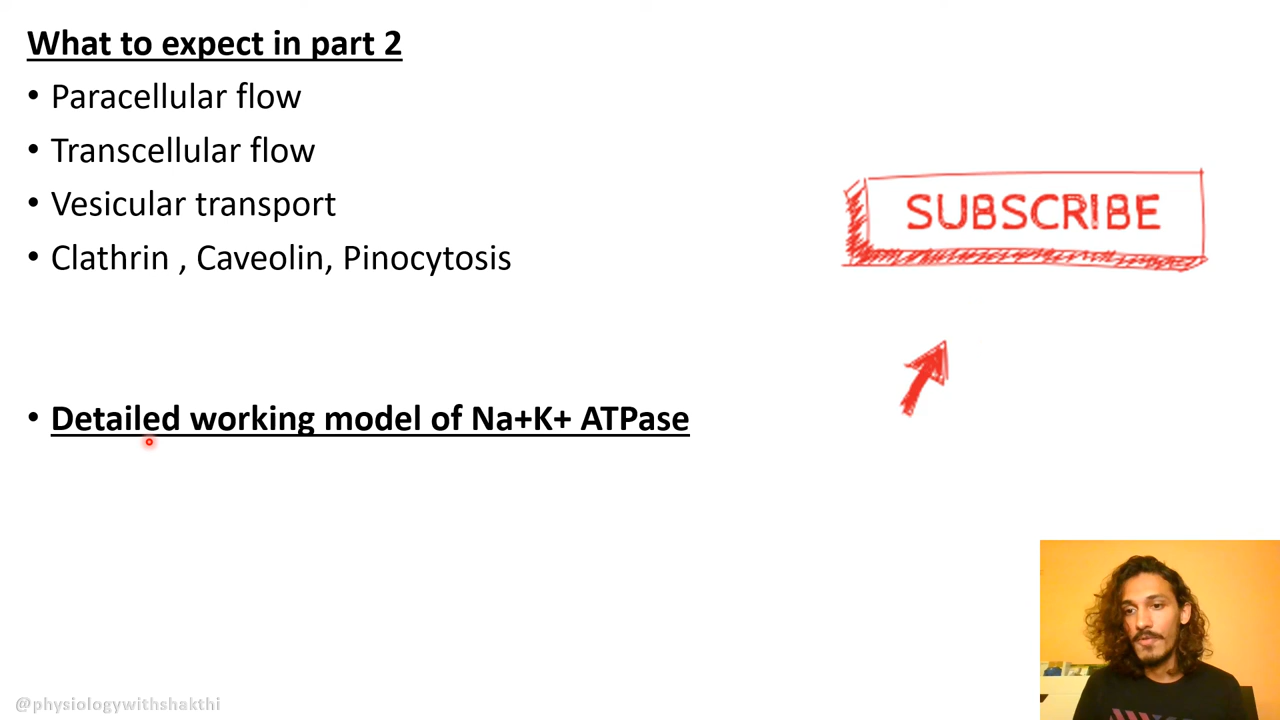 What to expect in part 2
• Paracellular flow
• Transcellular flow
• Vesicular transport
• Clathrin , Caveolin, Pinocytosis
SUBSCRIBE
• Detailed working model of Na+K+ ATPase
@physiologywithshakthi